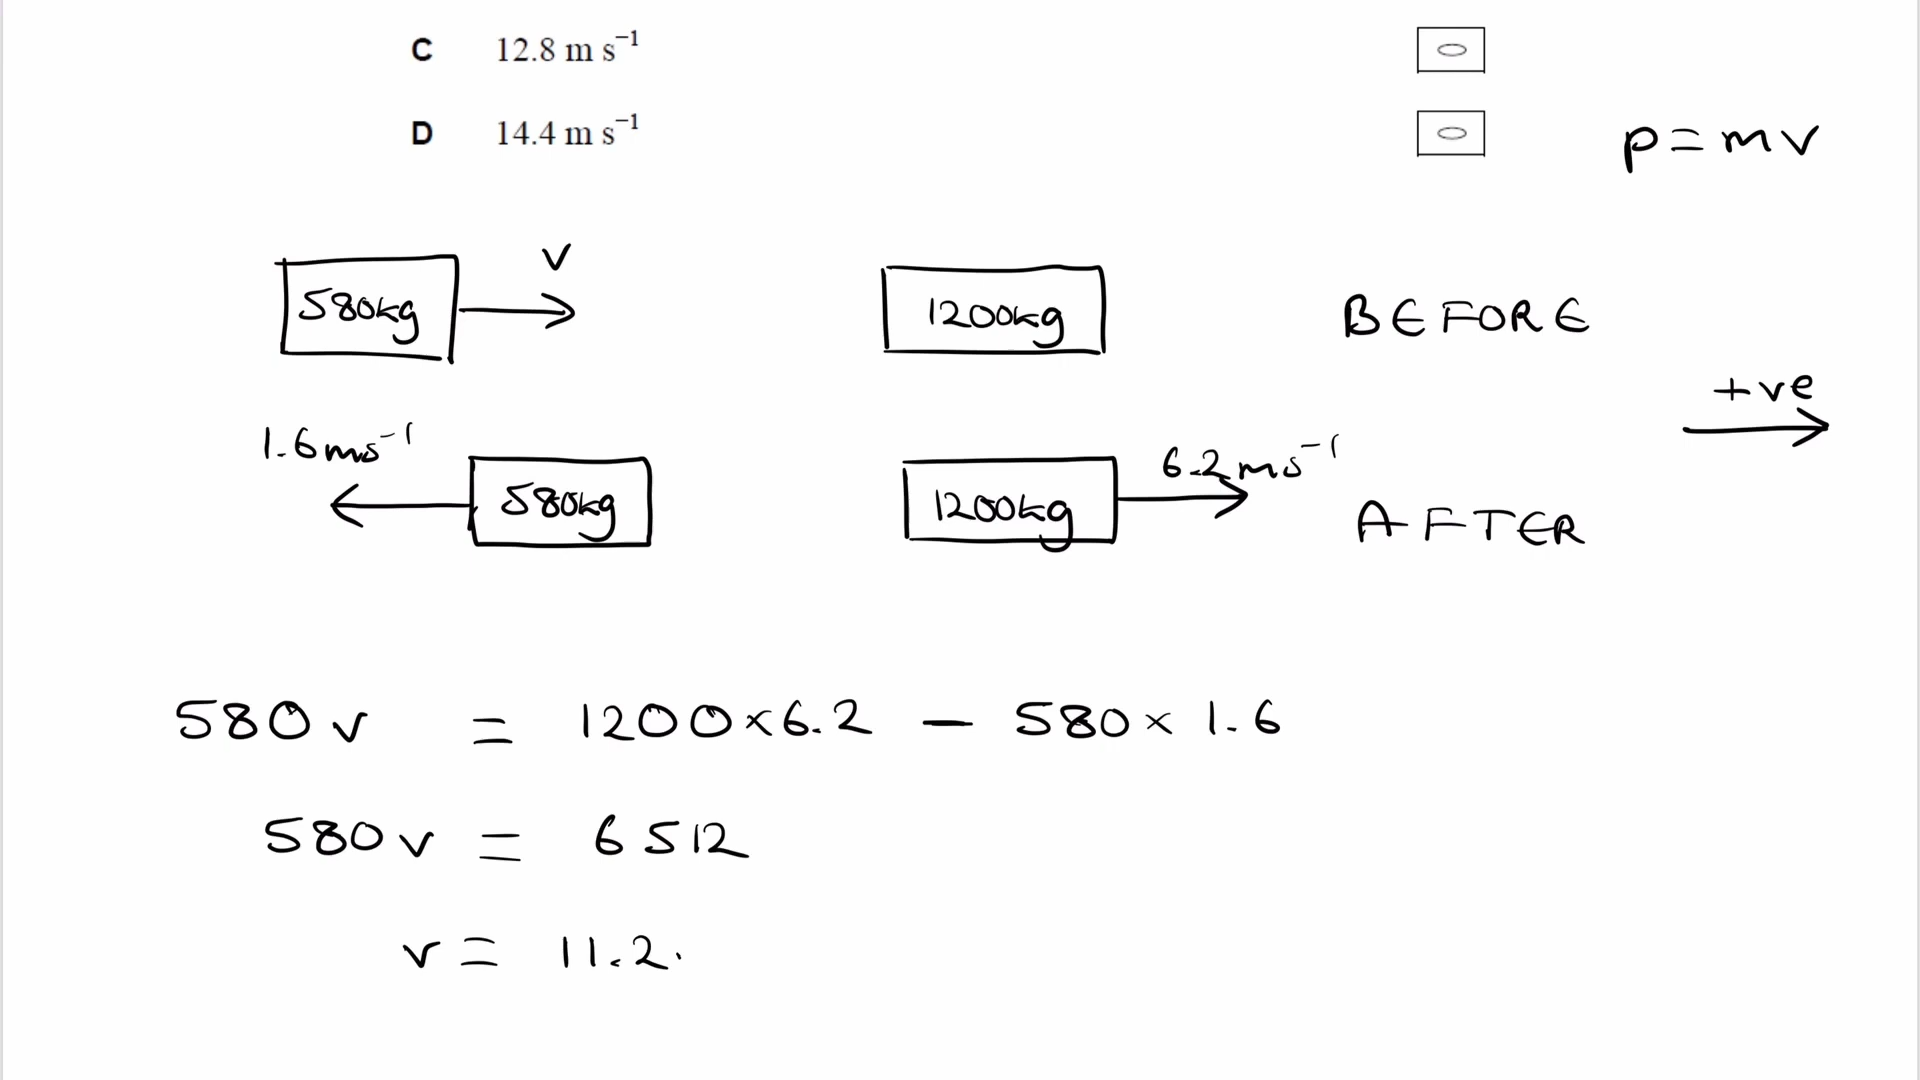 C 12.8 m s⁻¹
D 14.4 m s⁻¹
p = mv
v
580kg
1200kg
BEFORE
+ve
1.6ms⁻¹
6.2ms⁻¹
580kg
1200kg
AFTER
580v = 1200×6.2 − 580×1.6
580v = 6512
v = 11.2.